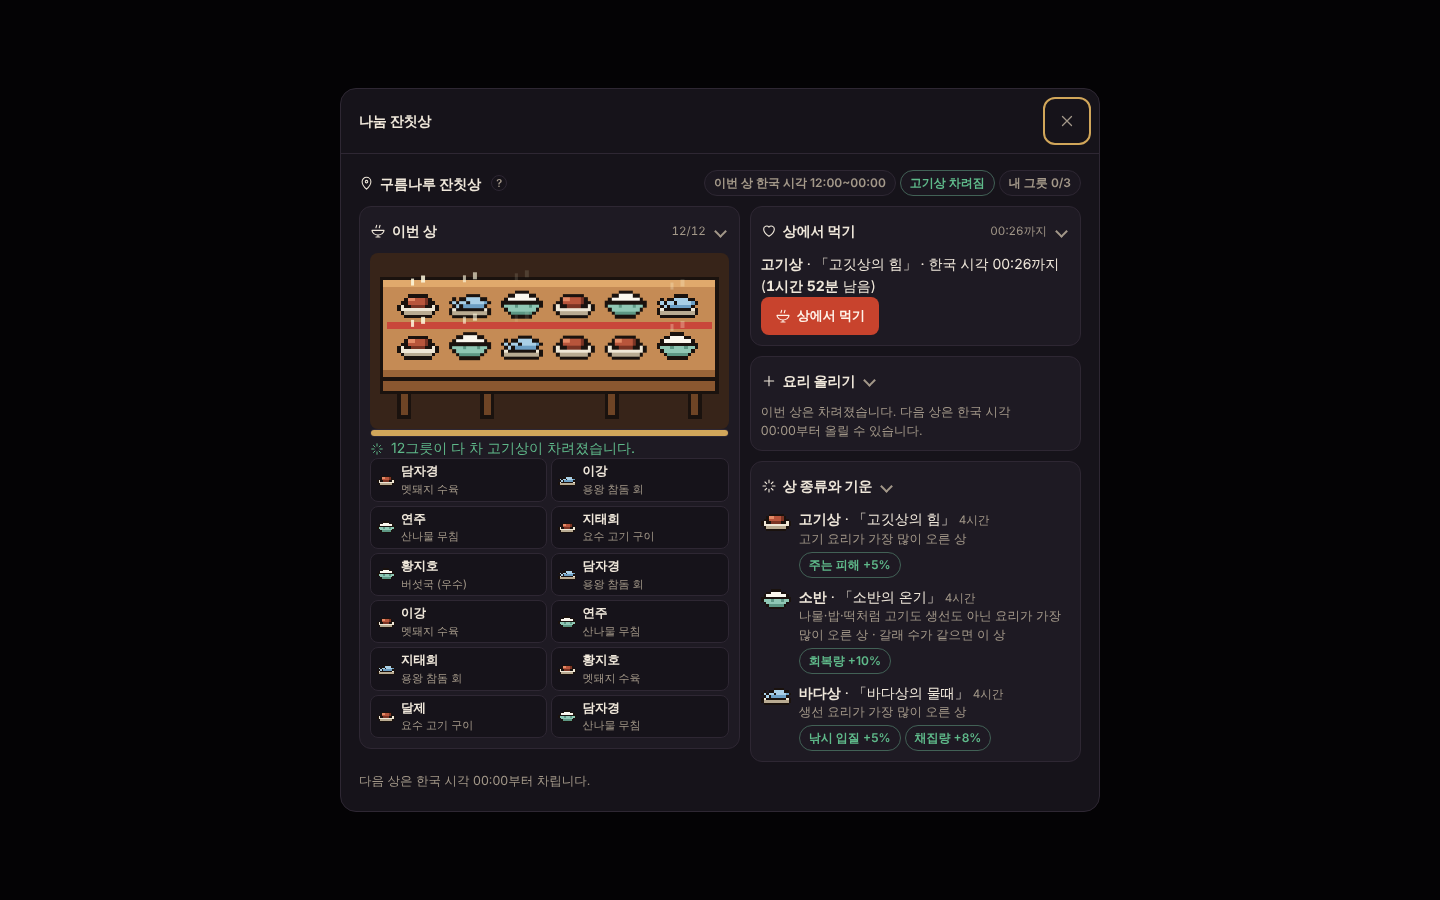 나눔 잔칫상
구름나루 잔칫상 ?
이번 상 한국 시각 12:00~00:00
고기상 차려짐
내 그릇 0/3
이번 상
12/12
12그릇이 다 차 고기상이 차려졌습니다.
담자경
멧돼지 수육
이강
용왕 참돔 회
연주
산나물 무침
지태희
요수 고기 구이
황지호
버섯국 (우수)
담자경
용왕 참돔 회
이강
멧돼지 수육
연주
산나물 무침
지태희
용왕 참돔 회
황지호
멧돼지 수육
달제
요수 고기 구이
담자경
산나물 무침
상에서 먹기
00:26까지
고기상 · 「고깃상의 힘」 · 한국 시각 00:26까지
(1시간 52분 남음)
상에서 먹기
요리 올리기
이번 상은 차려졌습니다. 다음 상은 한국 시각
00:00부터 올릴 수 있습니다.
상 종류와 기운
고기상 · 「고깃상의 힘」 4시간
고기 요리가 가장 많이 오른 상
주는 피해 +5%
소반 · 「소반의 온기」 4시간
나물·밥·떡처럼 고기도 생선도 아닌 요리가 가장
많이 오른 상 · 갈래 수가 같으면 이 상
회복량 +10%
바다상 · 「바다상의 물때」 4시간
생선 요리가 가장 많이 오른 상
낚시 입질 +5%
채집량 +8%
다음 상은 한국 시각 00:00부터 차립니다.